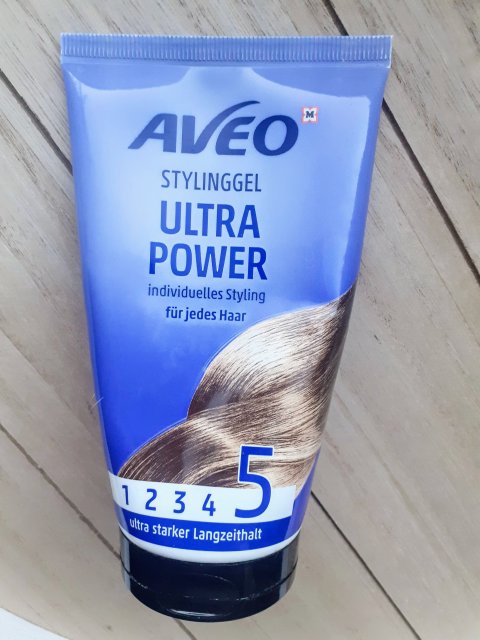 AVEO M
STYLINGGEL
ULTRA
POWER
individuelles Styling
für jedes Haar
1 2 3 4 5
ultra starker Langzeithalt